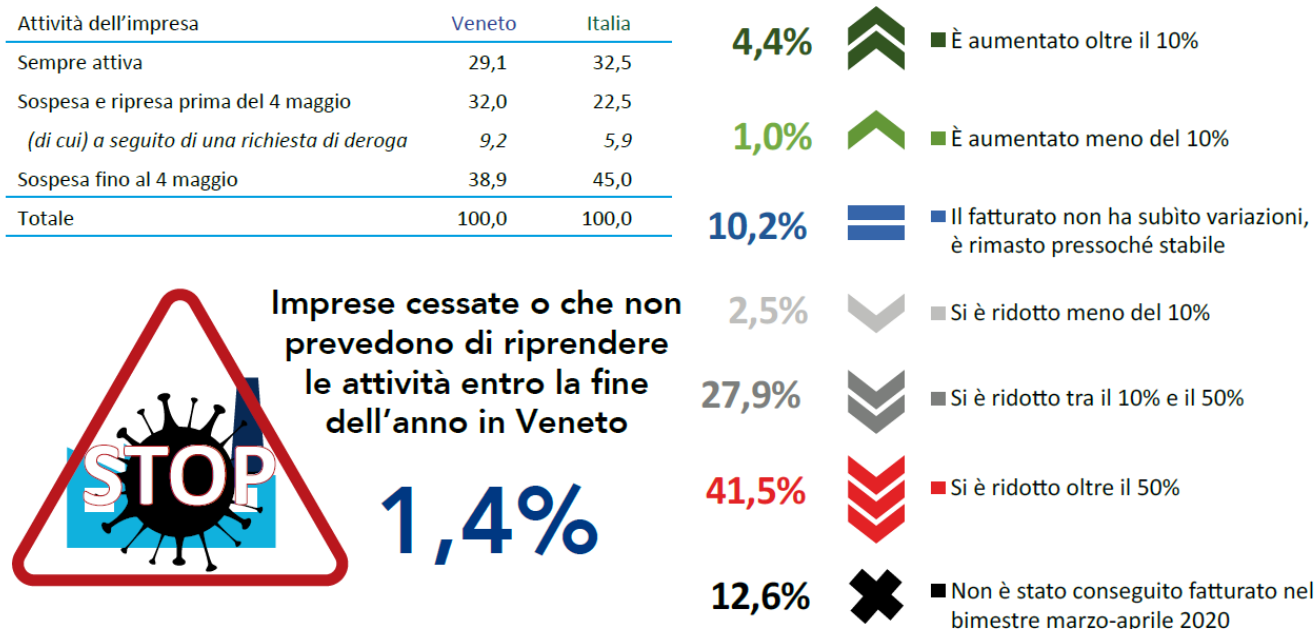 Attività dell'impresa Veneto Italia
Sempre attiva 29,1 32,5
Sospesa e ripresa prima del 4 maggio 32,0 22,5
(di cui) a seguito di una richiesta di deroga 9,2 5,9
Sospesa fino al 4 maggio 38,9 45,0
Totale 100,0 100,0
Imprese cessate o che non
prevedono di riprendere
le attività entro la fine
dell'anno in Veneto
1,4%
STOP
4,4% È aumentato oltre il 10%
1,0% È aumentato meno del 10%
10,2% Il fatturato non ha subìto variazioni,
è rimasto pressoché stabile
2,5% Si è ridotto meno del 10%
27,9% Si è ridotto tra il 10% e il 50%
41,5% Si è ridotto oltre il 50%
12,6% Non è stato conseguito fatturato nel
bimestre marzo-aprile 2020